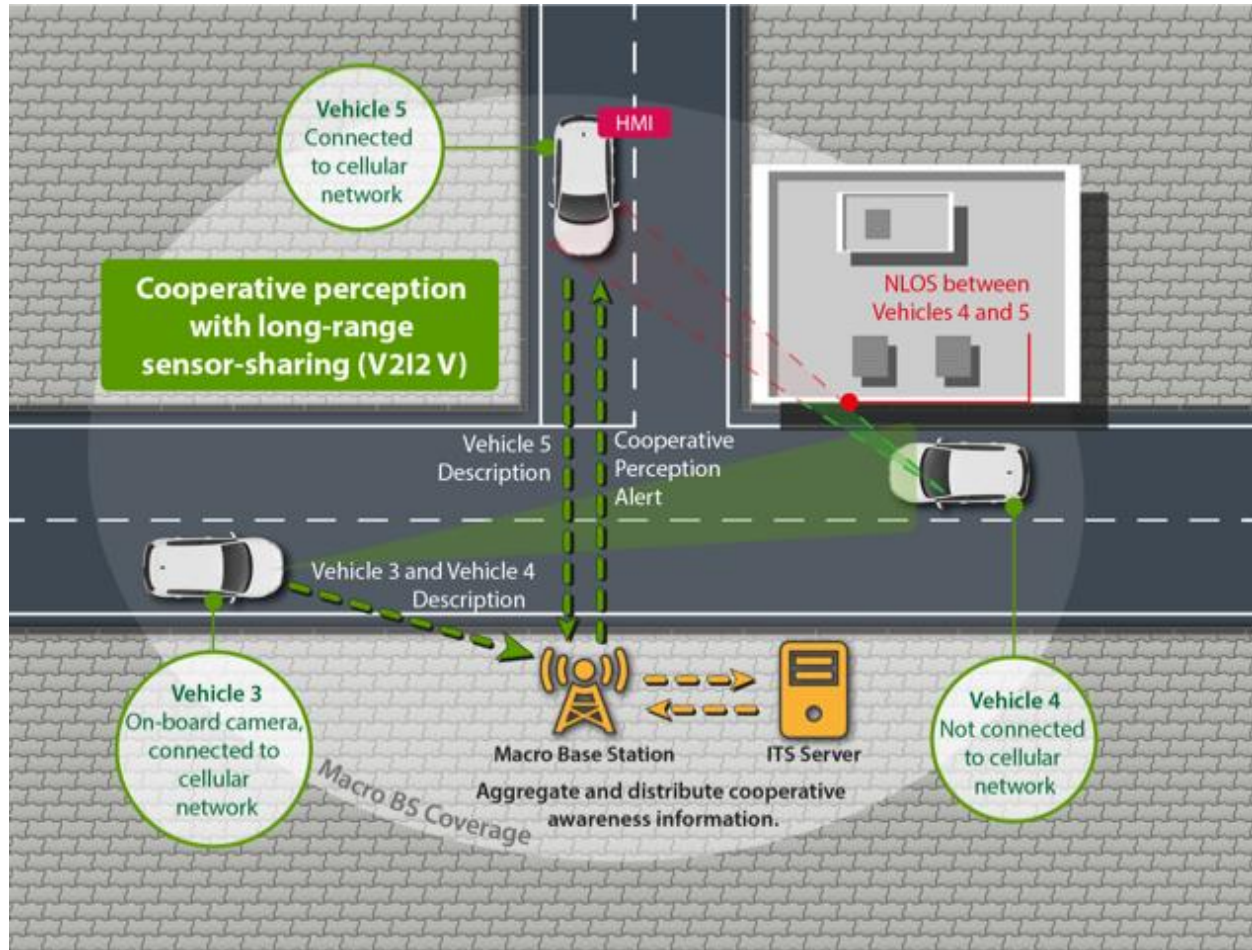 Vehicle 5
Connected
to cellular
network
HMI
Cooperative perception
with long-range
sensor-sharing (V2I2 V)
NLOS between
Vehicles 4 and 5
Vehicle 5
Description
Cooperative
Perception
Alert
Vehicle 3 and Vehicle 4
Description
Vehicle 3
On-board camera,
connected to
cellular
network
Macro Base Station
ITS Server
Aggregate and distribute cooperative
awareness information.
Macro BS Coverage
Vehicle 4
Not connected
to cellular
network